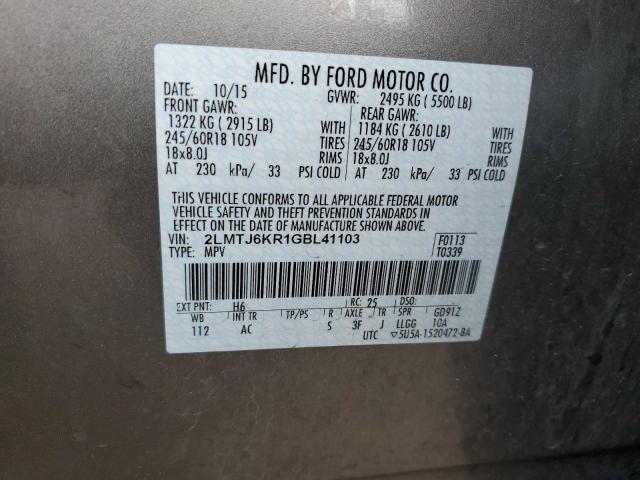 MFD. BY FORD MOTOR CO.
DATE: 10/15 GVWR: 2495 KG ( 5500 LB)
FRONT GAWR: REAR GAWR:
1322 KG ( 2915 LB) WITH 1184 KG ( 2610 LB) WITH
245/60R18 105V TIRES 245/60R18 105V TIRES
18x8.0J RIMS 18x8.0J RIMS
AT 230 kPa/ 33 PSI COLD AT 230 kPa/ 33 PSI COLD
THIS VEHICLE CONFORMS TO ALL APPLICABLE FEDERAL MOTOR
VEHICLE SAFETY AND THEFT PREVENTION STANDARDS IN EFFECT
ON THE DATE OF MANUFACTURE SHOWN ABOVE.
VIN: 2LMTJ6KR1GBL41103 F0113
TYPE: MPV T0339
EXT PNT: H6 RC: 25 DSO:
WB INT TR TP/PS R AXLE TR SPR GD91Z
112 AC S 3F J LLGG 10A
UTC ▽5U5A-1520472-BA